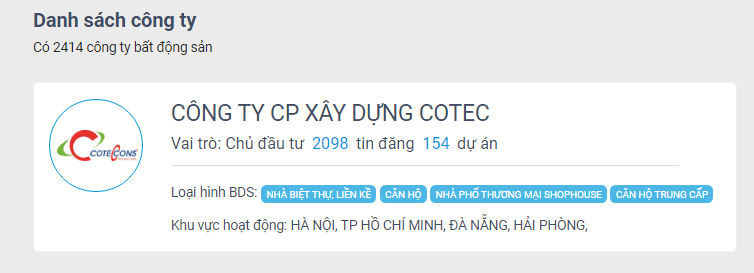 Danh sách công ty
Có 2414 công ty bất động sản
CÔNG TY CP XÂY DỰNG COTEC
COTECCONS
Vai trò: Chủ đầu tư 2098 tin đăng 154 dự án
Loại hình BDS: NHÀ BIỆT THỰ, LIỀN KỀ CĂN HỘ NHÀ PHỐ THƯƠNG MẠI SHOPHOUSE CĂN HỘ TRUNG CẤP
Khu vực hoạt động: HÀ NỘI, TP HỒ CHÍ MINH, ĐÀ NẴNG, HẢI PHÒNG,